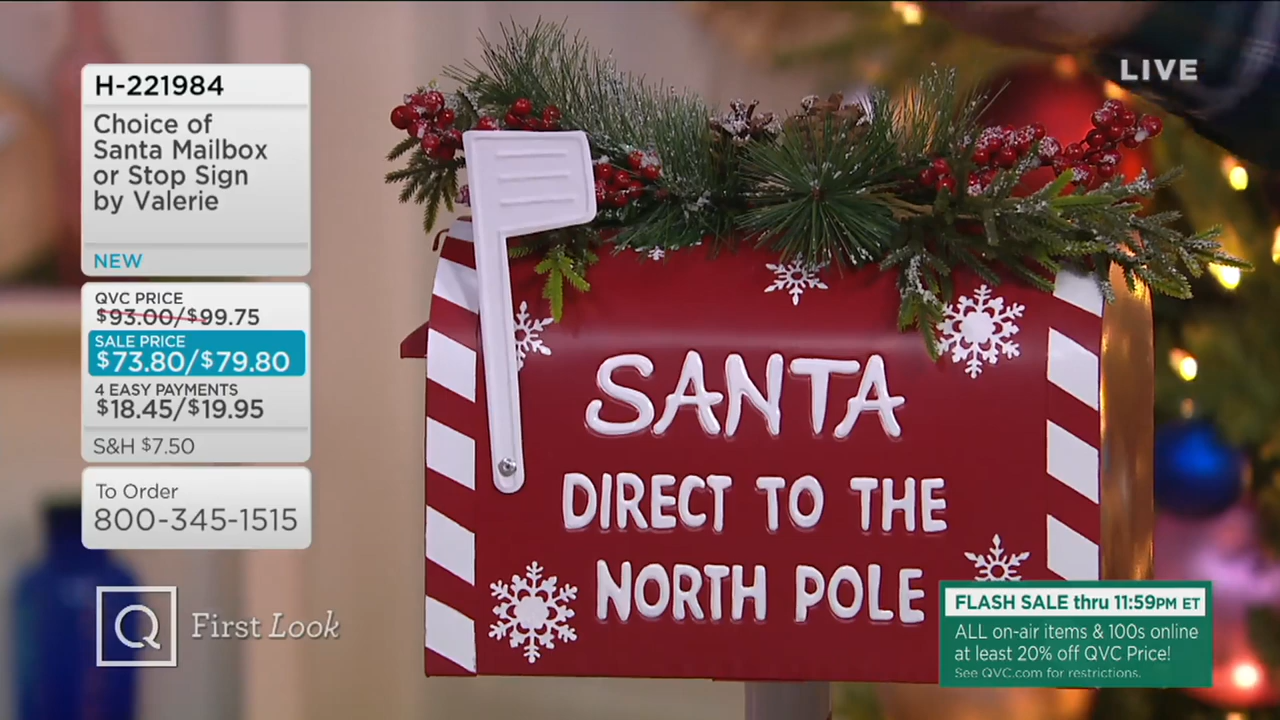 H-221984
Choice of
Santa Mailbox
or Stop Sign
by Valerie
NEW
QVC PRICE
$93.00/$99.75
SALE PRICE
$73.80/$79.80
4 EASY PAYMENTS
$18.45/$19.95
S&H $7.50
To Order
800-345-1515
Q First Look
LIVE
SANTA
DIRECT TO THE
NORTH POLE
FLASH SALE thru 11:59PM ET
ALL on-air items & 100s online
at least 20% off QVC Price!
See QVC.com for restrictions.